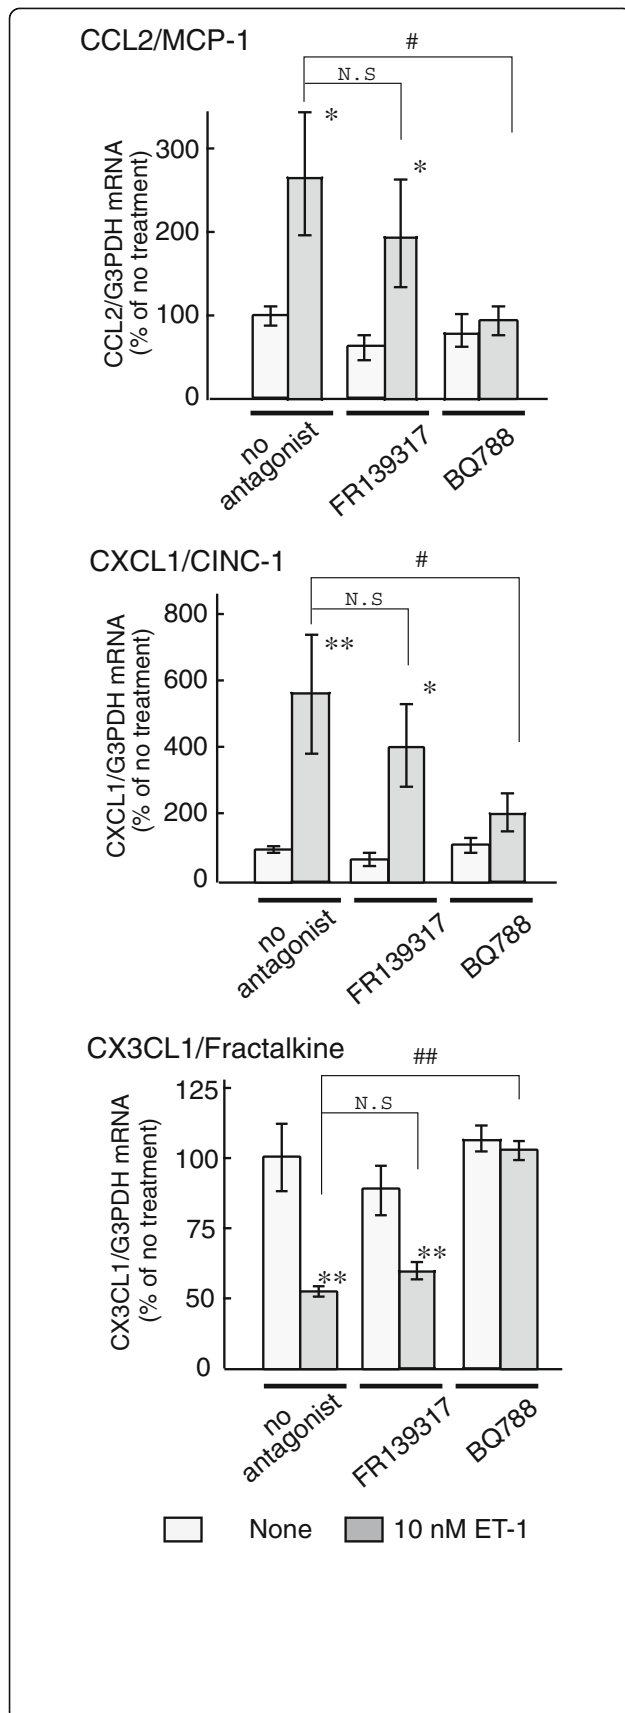 CCL2/MCP-1
#
N.S
*
*
CCL2/G3PDH mRNA
(% of no treatment)
300
200
100
0
no
antagonist
FR139317
BQ788
CXCL1/CINC-1
#
N.S
**
*
CXCL1/G3PDH mRNA
(% of no treatment)
800
600
400
200
0
no
antagonist
FR139317
BQ788
CX3CL1/Fractalkine
##
N.S
**
**
CX3CL1/G3PDH mRNA
(% of no treatment)
125
100
75
50
0
no
antagonist
FR139317
BQ788
None
10 nM ET-1